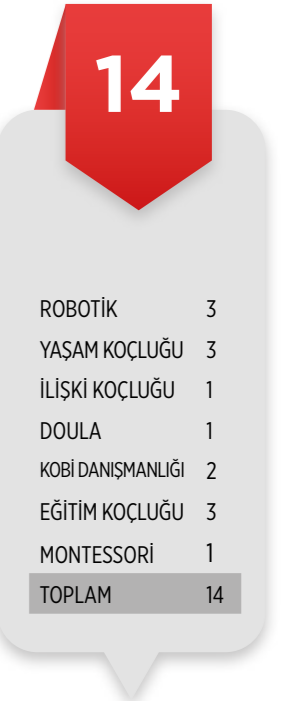 14
ROBOTİK 3
YAŞAM KOÇLUĞU 3
İLİŞKİ KOÇLUĞU 1
DOULA 1
KOBİ DANIŞMANLIĞI 2
EĞİTİM KOÇLUĞU 3
MONTESSORİ 1
TOPLAM 14